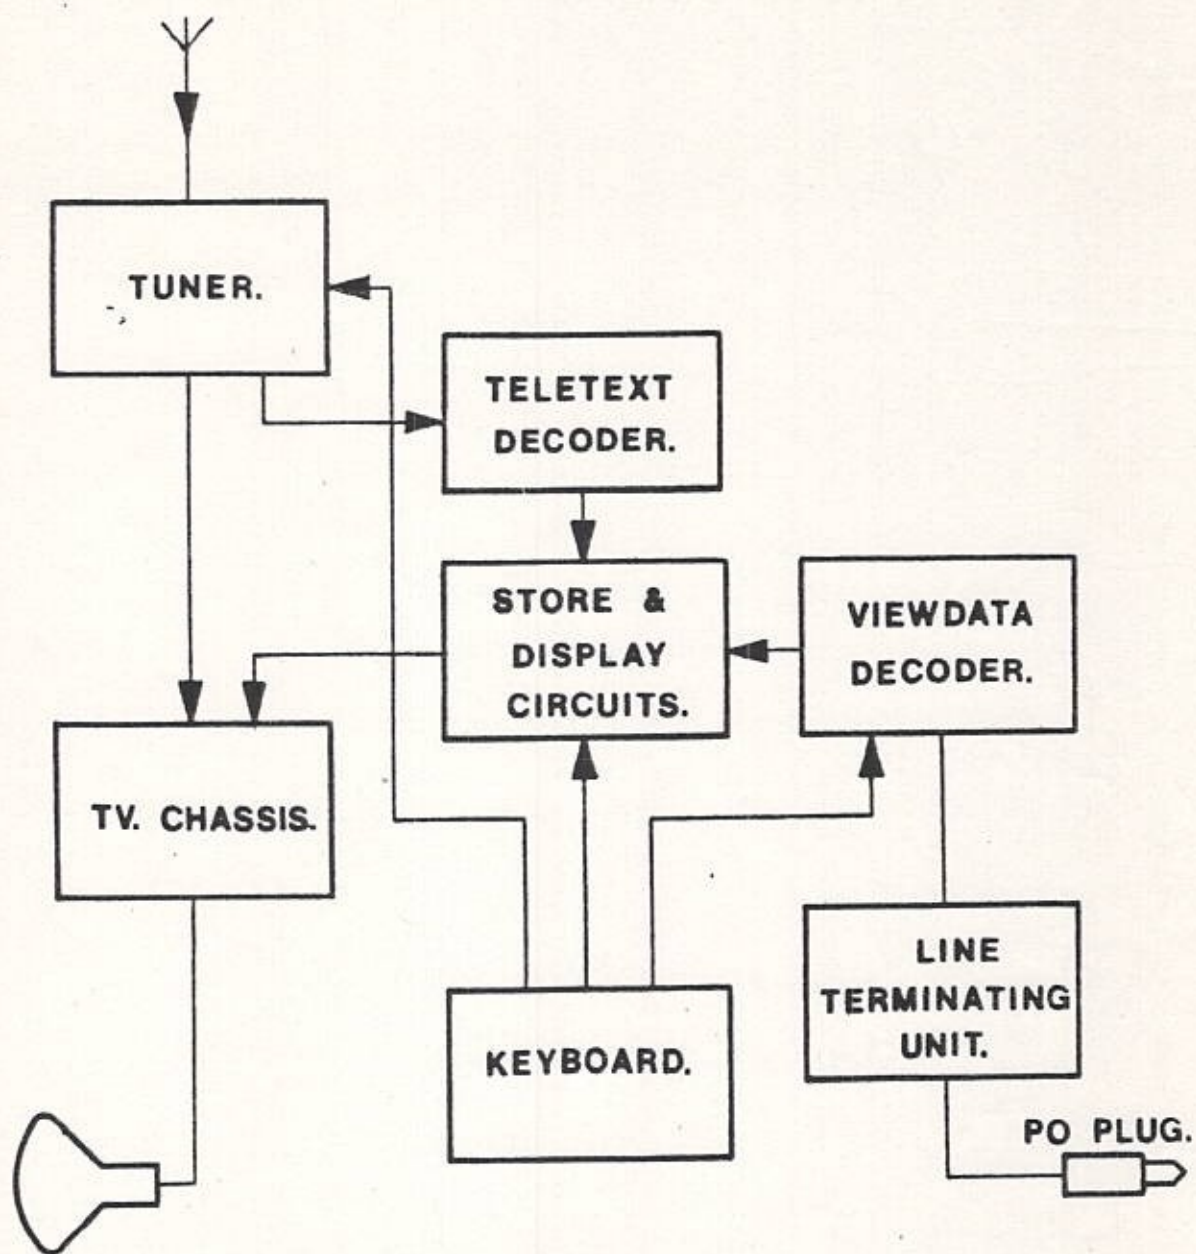 TUNER.
TELETEXT
DECODER.
STORE &
DISPLAY
CIRCUITS.
VIEWDATA
DECODER.
TV. CHASSIS.
KEYBOARD.
LINE
TERMINATING
UNIT.
PO PLUG.